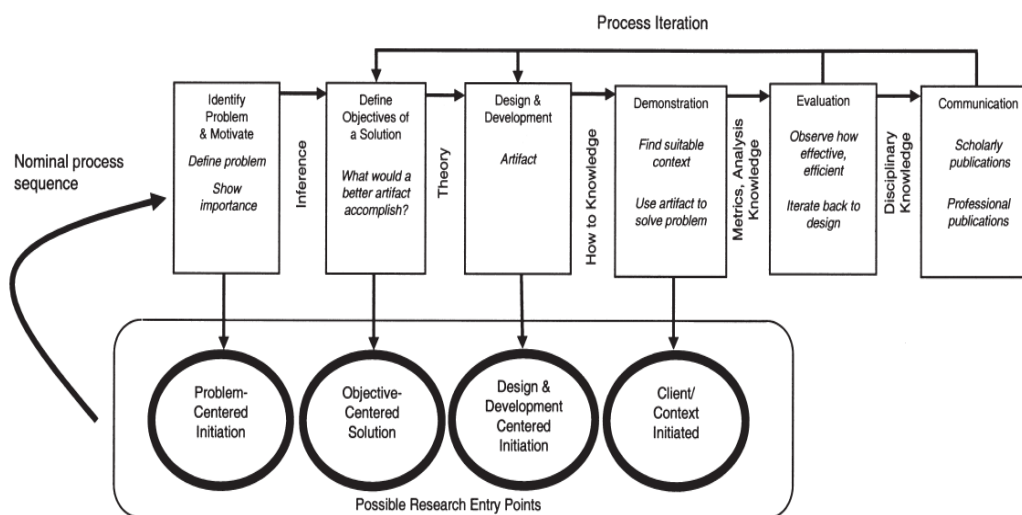 Process Iteration
Nominal process
sequence
Identify
Problem
& Motivate
Define problem
Show
importance
Inference
Define
Objectives of
a Solution
What would a
better artifact
accomplish?
Theory
Design &
Development
Artifact
How to Knowledge
Demonstration
Find suitable
context
Use artifact to
solve problem
Metrics, Analysis
Knowledge
Evaluation
Observe how
effective,
efficient
Iterate back to
design
Disciplinary
Knowledge
Communication
Scholarly
publications
Professional
publications
Problem-
Centered
Initiation
Objective-
Centered
Solution
Design &
Development
Centered
Initiation
Client/
Context
Initiated
Possible Research Entry Points